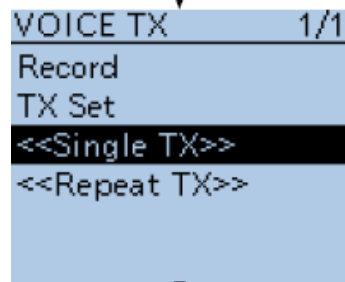 VOICE TX 1/1
Record
TX Set
<<Single TX>>
<<Repeat TX>>